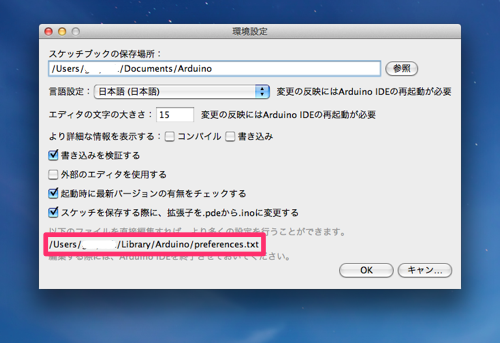 環境設定
スケッチブックの保存場所：
/Users/ /Documents/Arduino
参照
言語設定： 日本語 (日本語) 変更の反映にはArduino IDEの再起動が必要
エディタの文字の大きさ： 15 変更の反映にはArduino IDEの再起動が必要
より詳細な情報を表示する： コンパイル 書き込み
書き込みを検証する
外部のエディタを使用する
起動時に最新バージョンの有無をチェックする
スケッチを保存する際に、拡張子を.pdeから.inoに変更する
以下のファイルを直接編集すれば、より多くの設定を行うことができます。
/Users/ /Library/Arduino/preferences.txt
編集する際には、Arduino IDEを終了させておいてください。
OK
キャン...